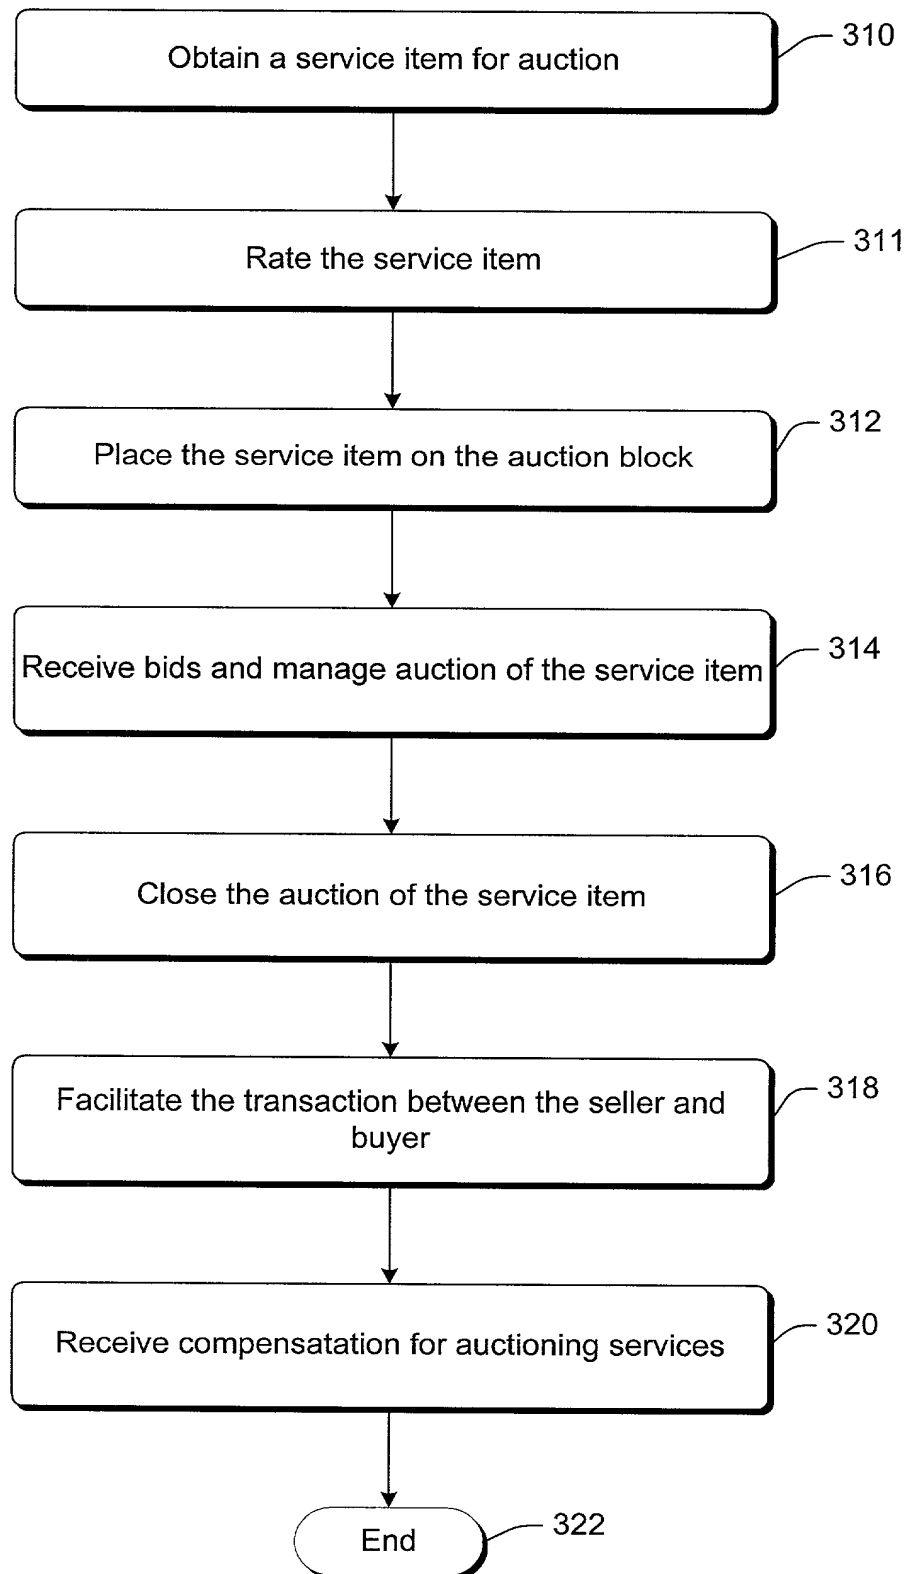 Obtain a service item for auction
310
Rate the service item
311
Place the service item on the auction block
312
Receive bids and manage auction of the service item
314
Close the auction of the service item
316
Facilitate the transaction between the seller and
buyer
318
Receive compensatation for auctioning services
320
End
322